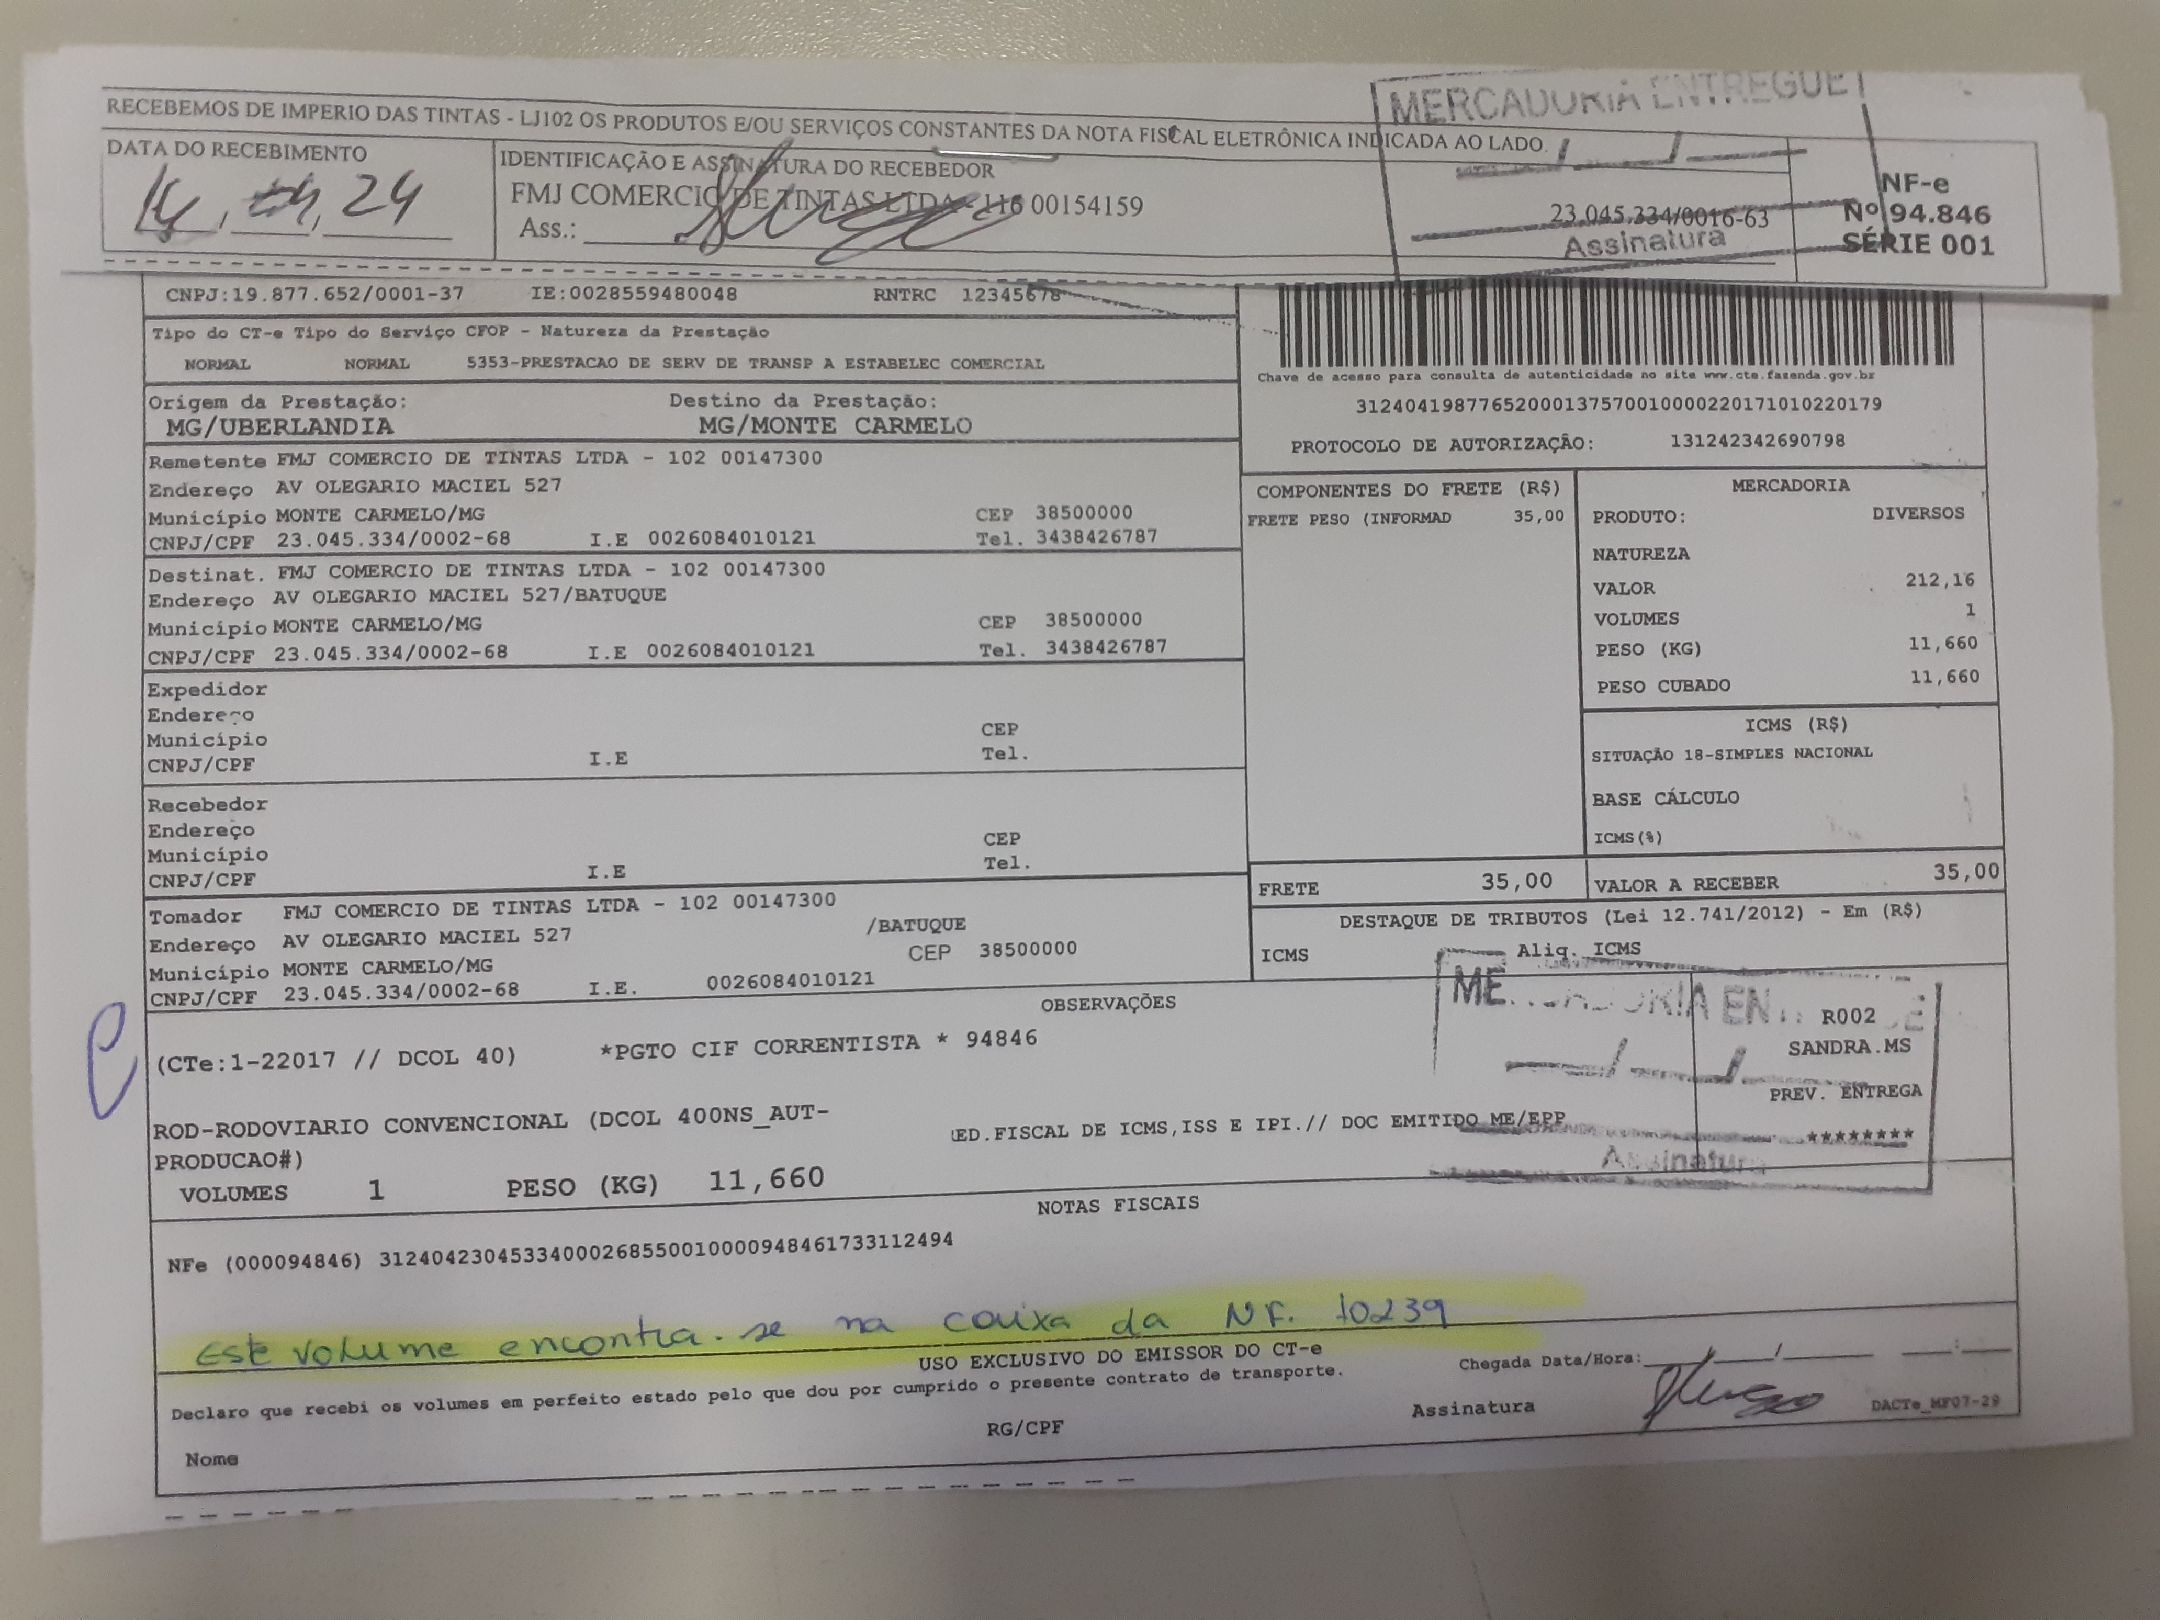 MERCADORIA ENTREGUE
RECEBEMOS DE IMPERIO DAS TINTAS - LJ102 OS PRODUTOS E/OU SERVIÇOS CONSTANTES DA NOTA FISCAL ELETRÔNICA INDICADA AO LADO.
DATA DO RECEBIMENTO
24
IDENTIFICAÇÃO E ASSINATURA DO RECEBEDOR
FMJ COMERCIO DE TINTAS LTDA - 116 00154159
23.045.334/0016-63
Ass.:
Assinatura
NF-e
Nº 94.846
SÉRIE 001
CNPJ:19.877.652/0001-37 IE:0028559480048 RNTRC 12345678
Tipo do CT-e Tipo do Serviço CFOP - Natureza da Prestação
NORMAL NORMAL 5353-PRESTACAO DE SERV DE TRANSP A ESTABELEC COMERCIAL
Chave de acesso para consulta de autenticidade no site www.cte.fazenda.gov.br
31240419877652000137570010000220171010220179
PROTOCOLO DE AUTORIZAÇÃO: 131242342690798
Origem da Prestação: Destino da Prestação:
MG/UBERLANDIA MG/MONTE CARMELO
Remetente FMJ COMERCIO DE TINTAS LTDA - 102 00147300
Endereço AV OLEGARIO MACIEL 527
Município MONTE CARMELO/MG CEP 38500000
CNPJ/CPF 23.045.334/0002-68 I.E 0026084010121 Tel. 3438426787
Destinat. FMJ COMERCIO DE TINTAS LTDA - 102 00147300
Endereço AV OLEGARIO MACIEL 527/BATUQUE
Município MONTE CARMELO/MG CEP 38500000
CNPJ/CPF 23.045.334/0002-68 I.E 0026084010121 Tel. 3438426787
Expedidor
Endereço
Município CEP
CNPJ/CPF I.E Tel.
Recebedor
Endereço
Município CEP
CNPJ/CPF I.E Tel.
Tomador FMJ COMERCIO DE TINTAS LTDA - 102 00147300
Endereço AV OLEGARIO MACIEL 527 /BATUQUE
Município MONTE CARMELO/MG CEP 38500000
CNPJ/CPF 23.045.334/0002-68 I.E. 0026084010121
COMPONENTES DO FRETE (R$)
FRETE PESO (INFORMAD 35,00
MERCADORIA
PRODUTO: DIVERSOS
NATUREZA
VALOR 212,16
VOLUMES 1
PESO (KG) 11,660
PESO CUBADO 11,660
ICMS (R$)
SITUAÇÃO 18-SIMPLES NACIONAL
BASE CÁLCULO
ICMS(%)
FRETE 35,00 VALOR A RECEBER 35,00
DESTAQUE DE TRIBUTOS (Lei 12.741/2012) - Em (R$)
ICMS Aliq. ICMS
OBSERVAÇÕES
(CTe:1-22017 // DCOL 40) *PGTO CIF CORRENTISTA * 94846
ROD-RODOVIARIO CONVENCIONAL (DCOL 400NS_AUT-
PRODUCAO#)
ED.FISCAL DE ICMS,ISS E IPI.// DOC EMITIDO ME/EPP
R002
SANDRA.MS
PREV. ENTREGA
********
Assinatura
VOLUMES 1 PESO (KG) 11,660
NOTAS FISCAIS
NFe (000094846) 31240423045334000268550010000948461733112494
Este volume encontra-se na caixa da NF. 10239
USO EXCLUSIVO DO EMISSOR DO CT-e
Declaro que recebi os volumes em perfeito estado pelo que dou por cumprido o presente contrato de transporte.
Chegada Data/Hora: / / :
Nome RG/CPF Assinatura
DACTe_MF07-29